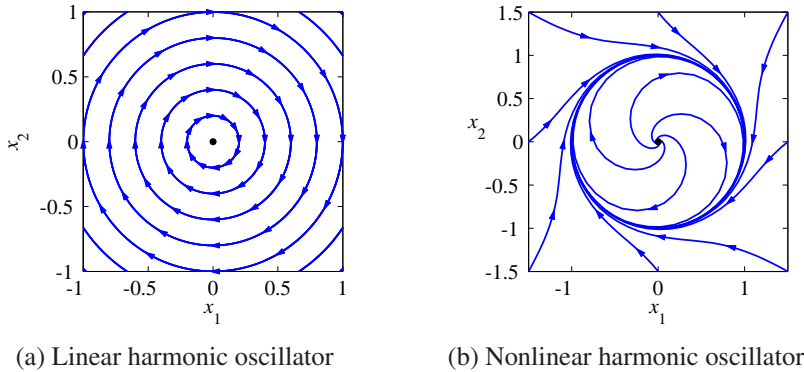 1
0.5
0
-0.5
-1
x2
-1 -0.5 0 0.5 1
x1
1.5
1
0.5
0
-0.5
-1
-1.5
x2
-1 0 1
x1
(a) Linear harmonic oscillator
(b) Nonlinear harmonic oscillator